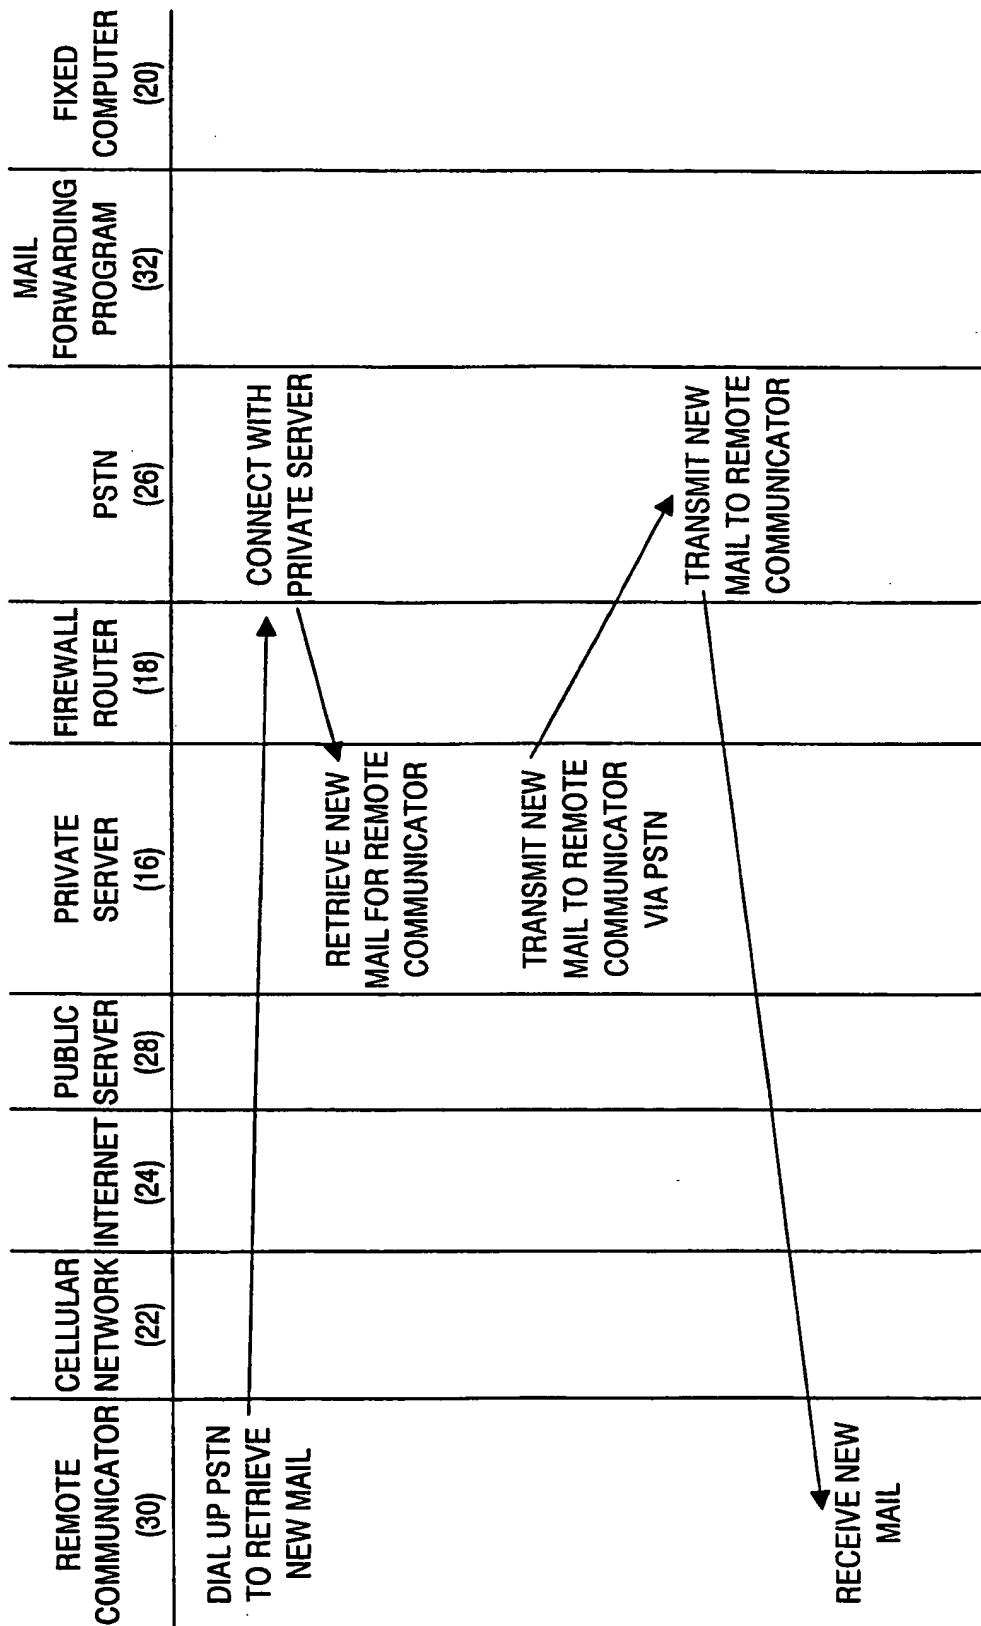 REMOTE
COMMUNICATOR
(30)
CELLULAR
NETWORK
(22)
INTERNET
(24)
PUBLIC
SERVER
(28)
PRIVATE
SERVER
(16)
FIREWALL
ROUTER
(18)
PSTN
(26)
MAIL
FORWARDING
PROGRAM
(32)
FIXED
COMPUTER
(20)
DIAL UP PSTN
TO RETRIEVE
NEW MAIL
CONNECT WITH
PRIVATE SERVER
RETRIEVE NEW
MAIL FOR REMOTE
COMMUNICATOR
TRANSMIT NEW
MAIL TO REMOTE
COMMUNICATOR
VIA PSTN
TRANSMIT NEW
MAIL TO REMOTE
COMMUNICATOR
RECEIVE NEW
MAIL